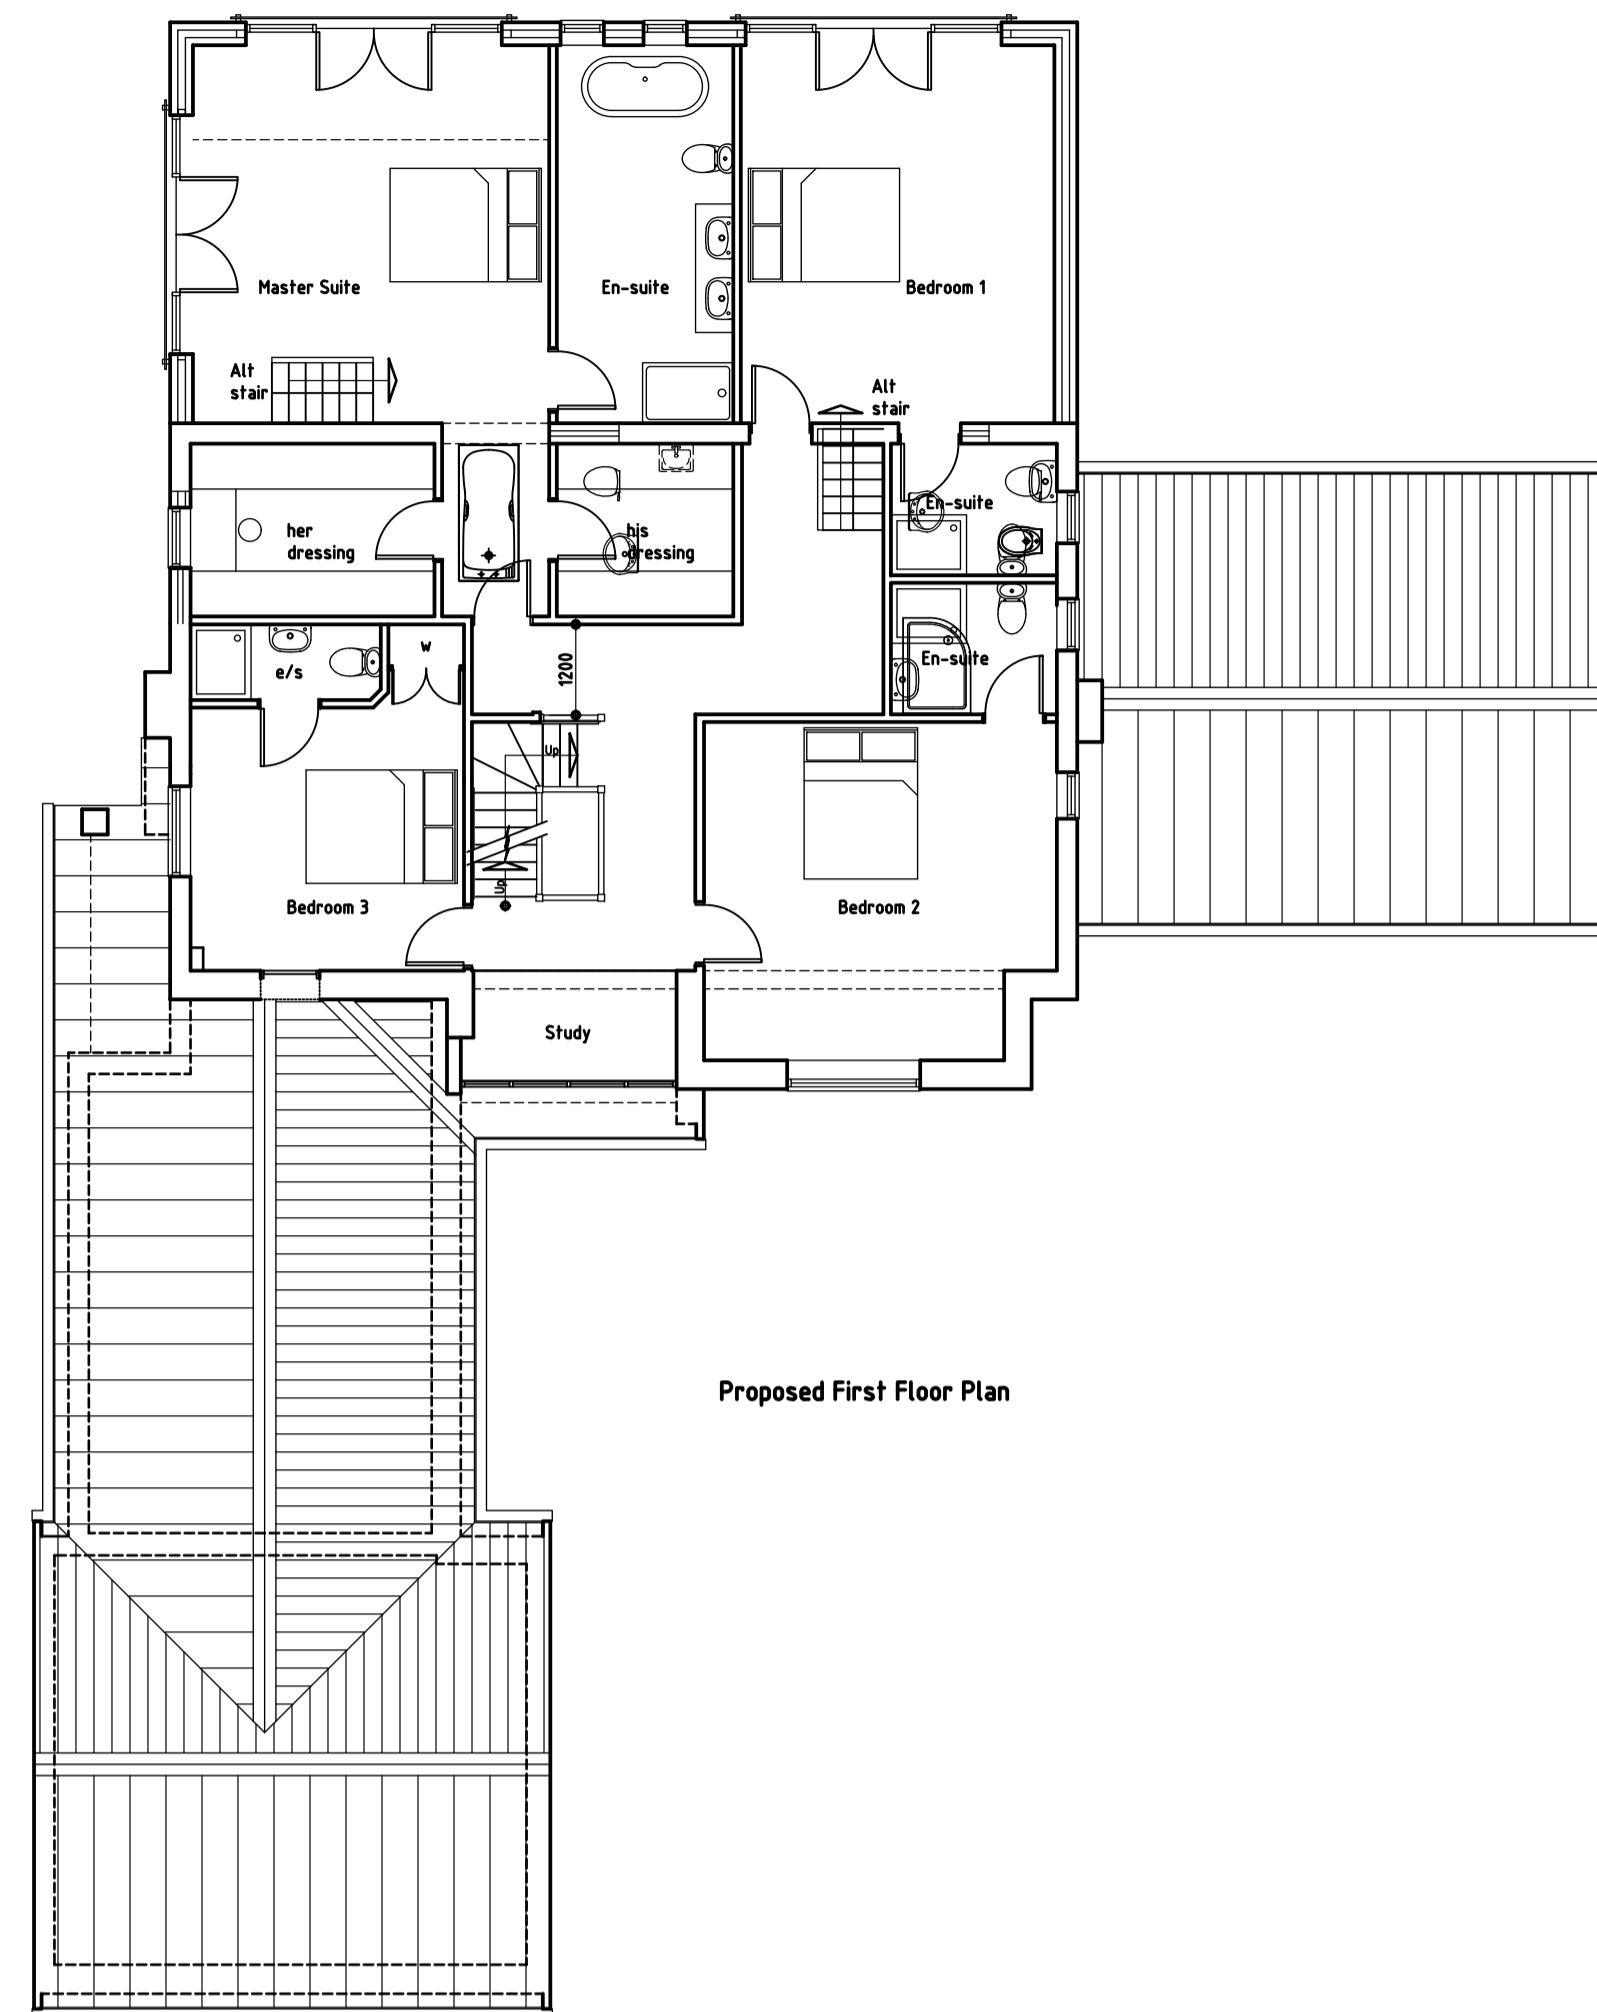 Master Suite
En-suite
Bedroom 1
Alt
stair
Alt
stair
her
dressing
his
dressing
En-suite
e/s
w
1200
En-suite
Up
Up
Bedroom 3
Bedroom 2
Study
Proposed First Floor Plan